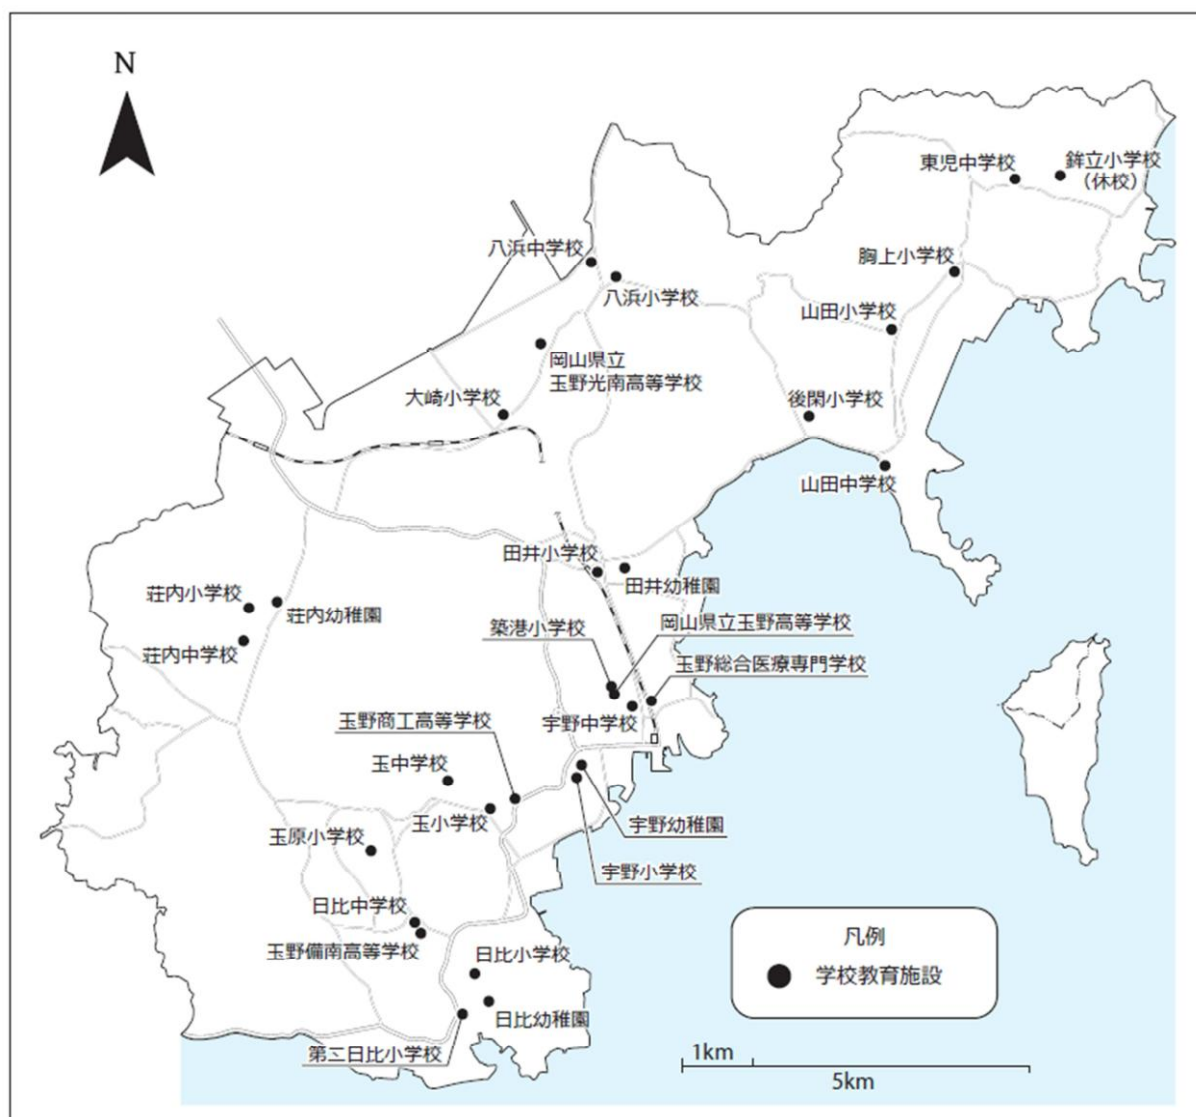 N
東児中学校
鉾立小学校
（休校）
八浜中学校
胸上小学校
八浜小学校
山田小学校
岡山県立
玉野光南高等学校
大崎小学校
後閑小学校
山田中学校
田井小学校
田井幼稚園
荘内小学校
荘内幼稚園
築港小学校
岡山県立玉野高等学校
荘内中学校
玉野総合医療専門学校
玉野商工高等学校
宇野中学校
玉中学校
玉小学校
宇野幼稚園
玉原小学校
宇野小学校
日比中学校
玉野備南高等学校
日比小学校
日比幼稚園
第二日比小学校
凡例
学校教育施設
1km
5km